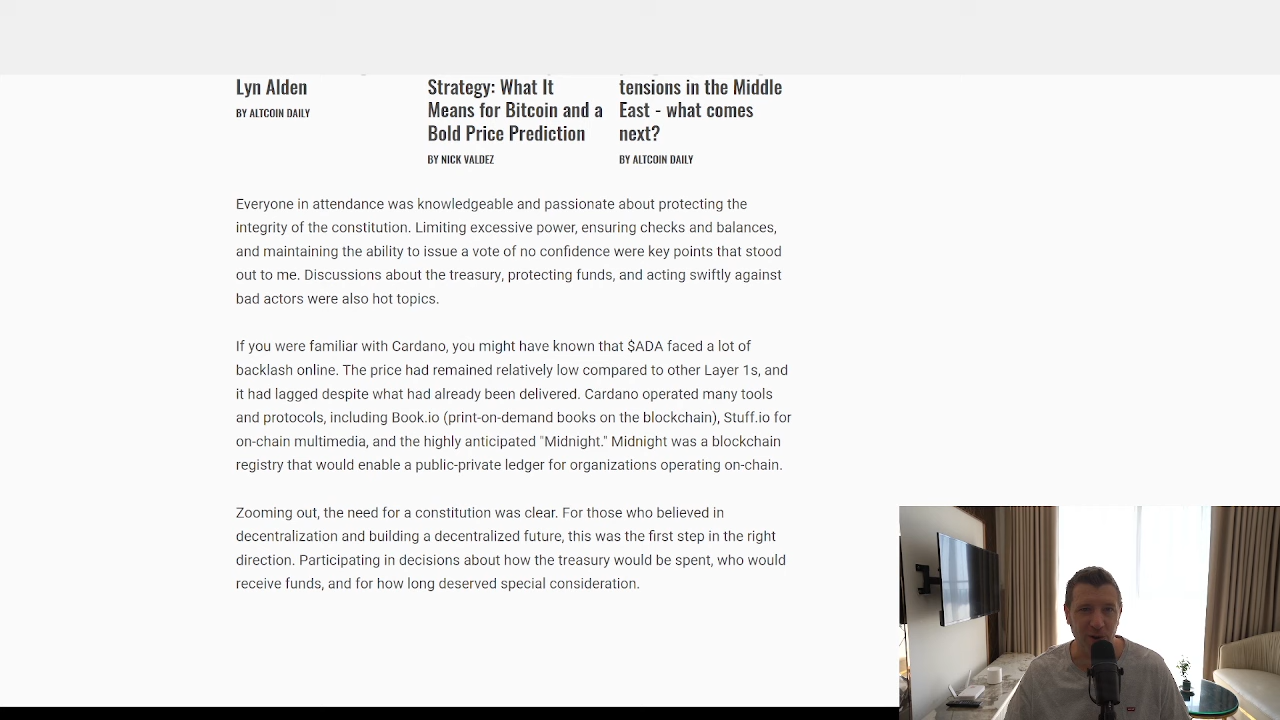 Lyn Alden
BY ALTCOIN DAILY
Strategy: What It
Means for Bitcoin and a
Bold Price Prediction
BY NICK VALDEZ
tensions in the Middle
East - what comes
next?
BY ALTCOIN DAILY
Everyone in attendance was knowledgeable and passionate about protecting the
integrity of the constitution. Limiting excessive power, ensuring checks and balances,
and maintaining the ability to issue a vote of no confidence were key points that stood
out to me. Discussions about the treasury, protecting funds, and acting swiftly against
bad actors were also hot topics.
If you were familiar with Cardano, you might have known that $ADA faced a lot of
backlash online. The price had remained relatively low compared to other Layer 1s, and
it had lagged despite what had already been delivered. Cardano operated many tools
and protocols, including Book.io (print-on-demand books on the blockchain), Stuff.io for
on-chain multimedia, and the highly anticipated "Midnight." Midnight was a blockchain
registry that would enable a public-private ledger for organizations operating on-chain.
Zooming out, the need for a constitution was clear. For those who believed in
decentralization and building a decentralized future, this was the first step in the right
direction. Participating in decisions about how the treasury would be spent, who would
receive funds, and for how long deserved special consideration.